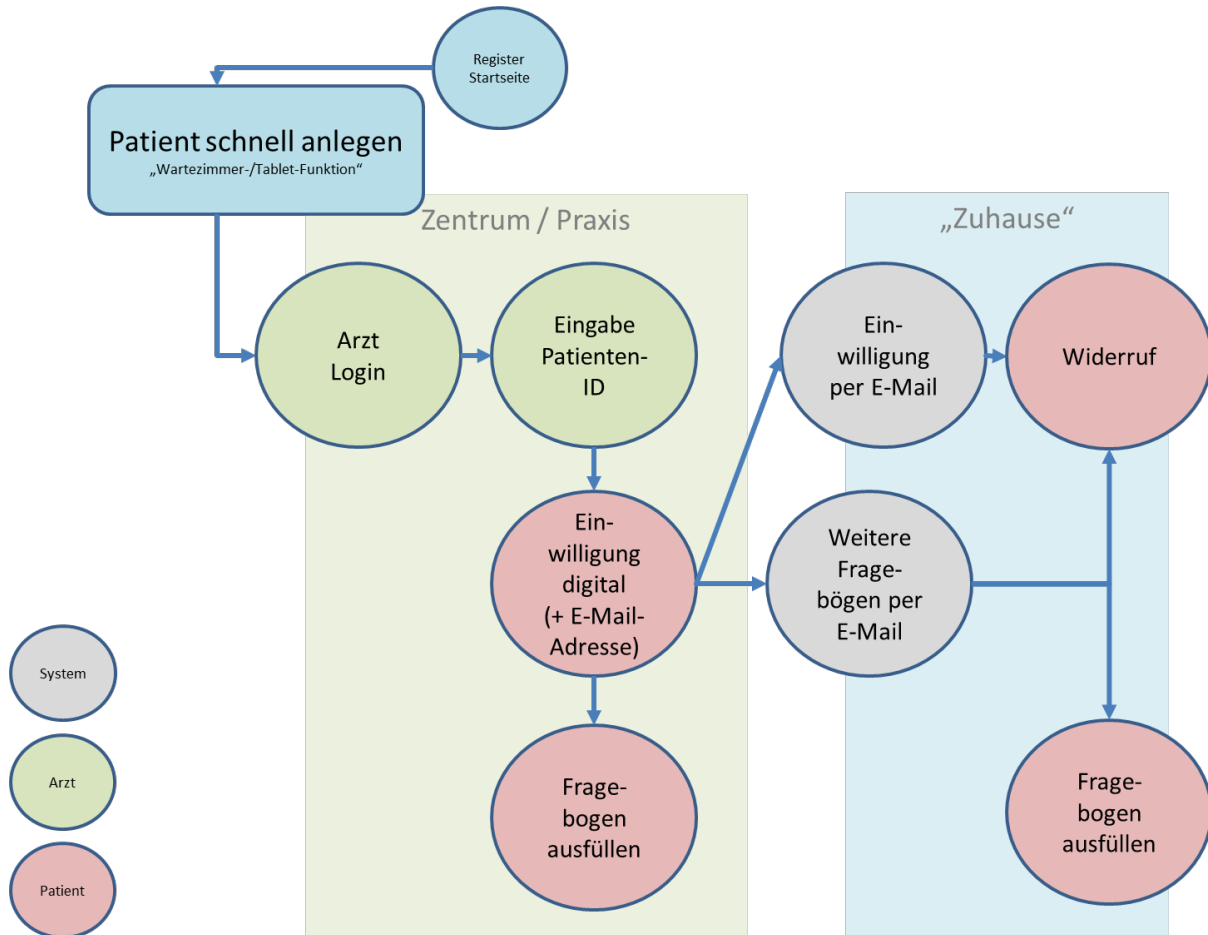 Register
Startseite
Patient schnell anlegen
„Wartezimmer-/Tablet-Funktion“
Zentrum / Praxis
„Zuhause“
Arzt
Login
Eingabe
Patienten-
ID
Ein-
willigung
per E-Mail
Widerruf
Ein-
willigung
digital
(+ E-Mail-
Adresse)
Weitere
Frage-
bögen per
E-Mail
Frage-
bogen
ausfüllen
Frage-
bogen
ausfüllen
System
Arzt
Patient